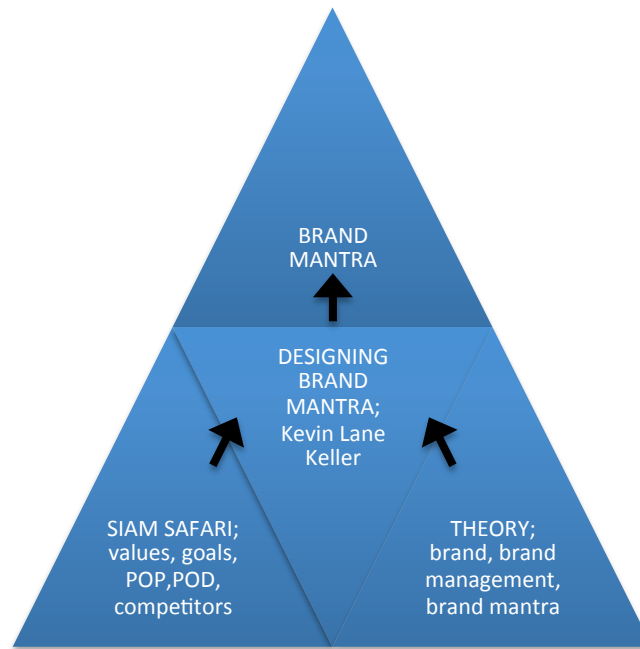 BRAND
MANTRA
DESIGNING
BRAND
MANTRA;
Kevin Lane
Keller
SIAM SAFARI;
values, goals,
POP,POD,
competitors
THEORY;
brand, brand
management,
brand mantra